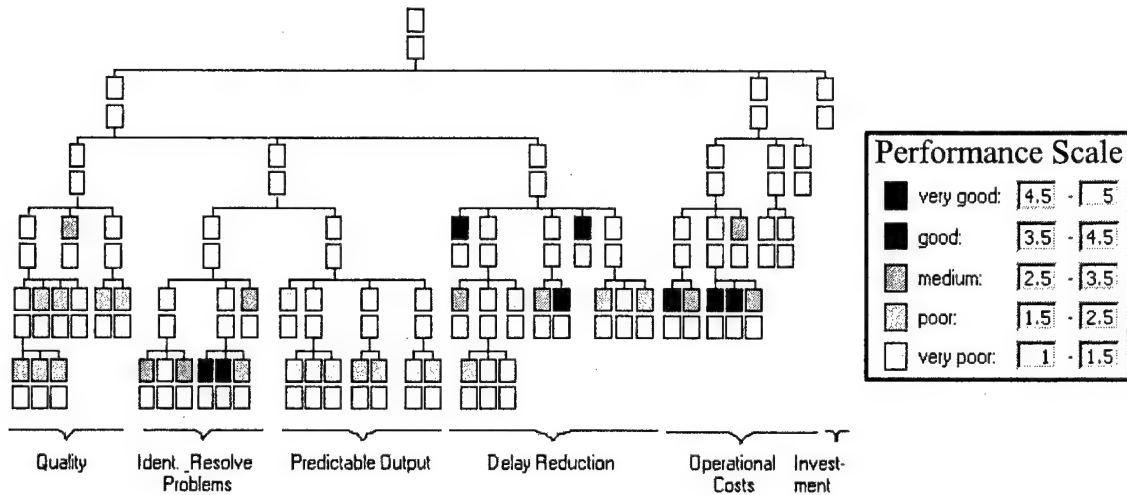 Performance Scale
very good: 4.5 - 5
good: 3.5 - 4.5
medium: 2.5 - 3.5
poor: 1.5 - 2.5
very poor: 1 - 1.5
Quality
Ident. _Resolve
Problems
Predictable Output
Delay Reduction
Operational
Costs
Invest-
ment